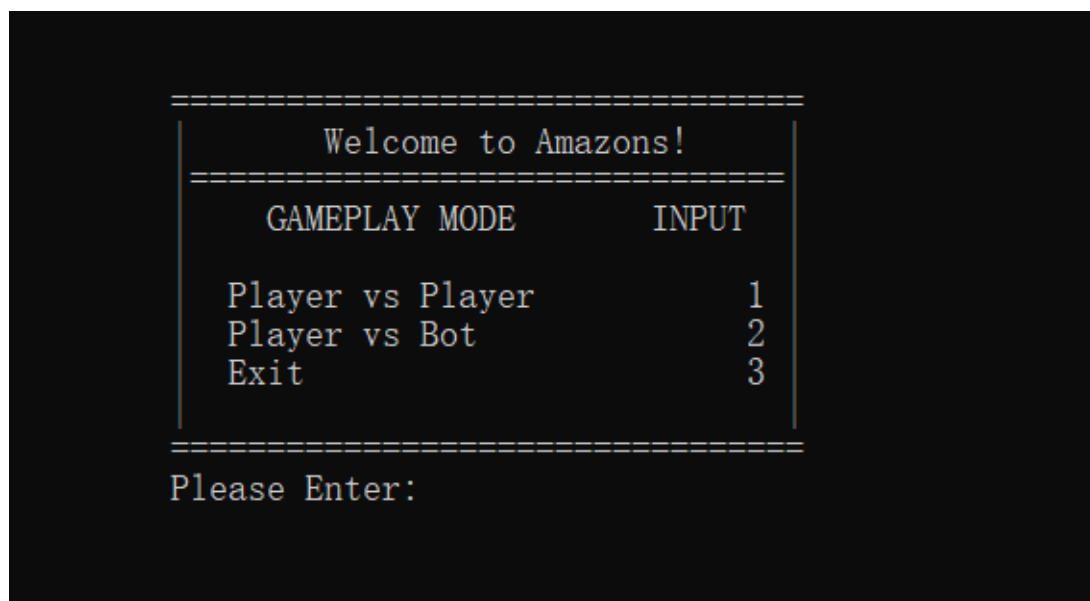 Welcome to Amazons!
GAMEPLAY MODE INPUT
Player vs Player 1
Player vs Bot 2
Exit 3
Please Enter: